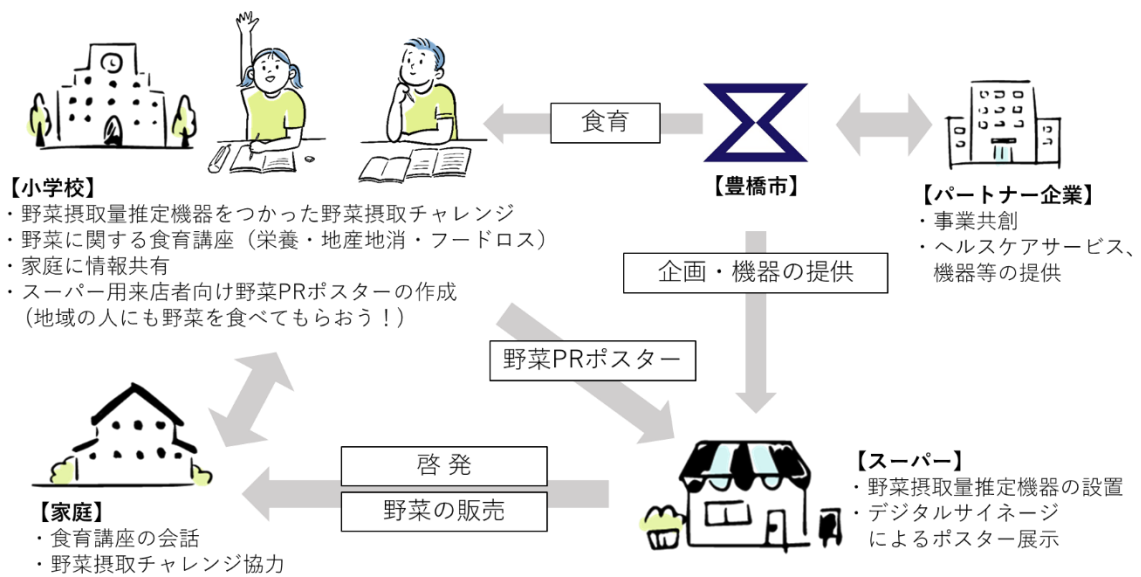 食育
【豊橋市】
【パートナー企業】
・事業共創
・ヘルスケアサービス、
機器等の提供
【小学校】
・野菜摂取量推定機器をつかった野菜摂取チャレンジ
・野菜に関する食育講座（栄養・地産地消・フードロス）
・家庭に情報共有
・スーパー用来店者向け野菜PRポスターの作成
（地域の人にも野菜を食べてもらおう！）
企画・機器の提供
野菜PRポスター
啓 発
野菜の販売
【家庭】
・食育講座の会話
・野菜摂取チャレンジ協力
【スーパー】
・野菜摂取量推定機器の設置
・デジタルサイネージ
によるポスター展示